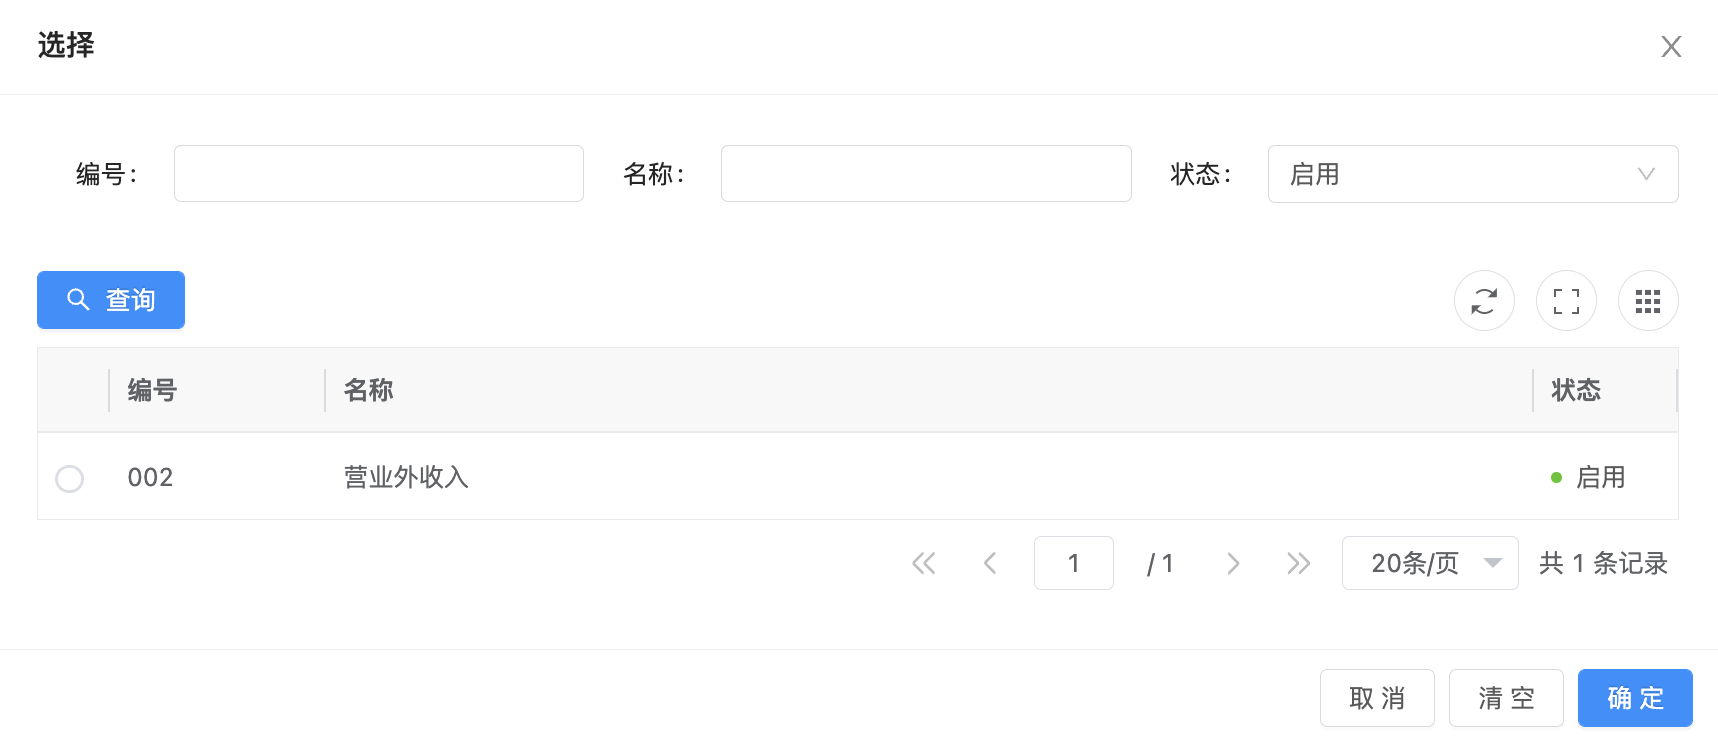 选择
编号：
名称：
状态： 启用
查询
编号 名称 状态
002 营业外收入 启用
1 / 1 20条/页 共 1 条记录
取 消 清 空 确 定